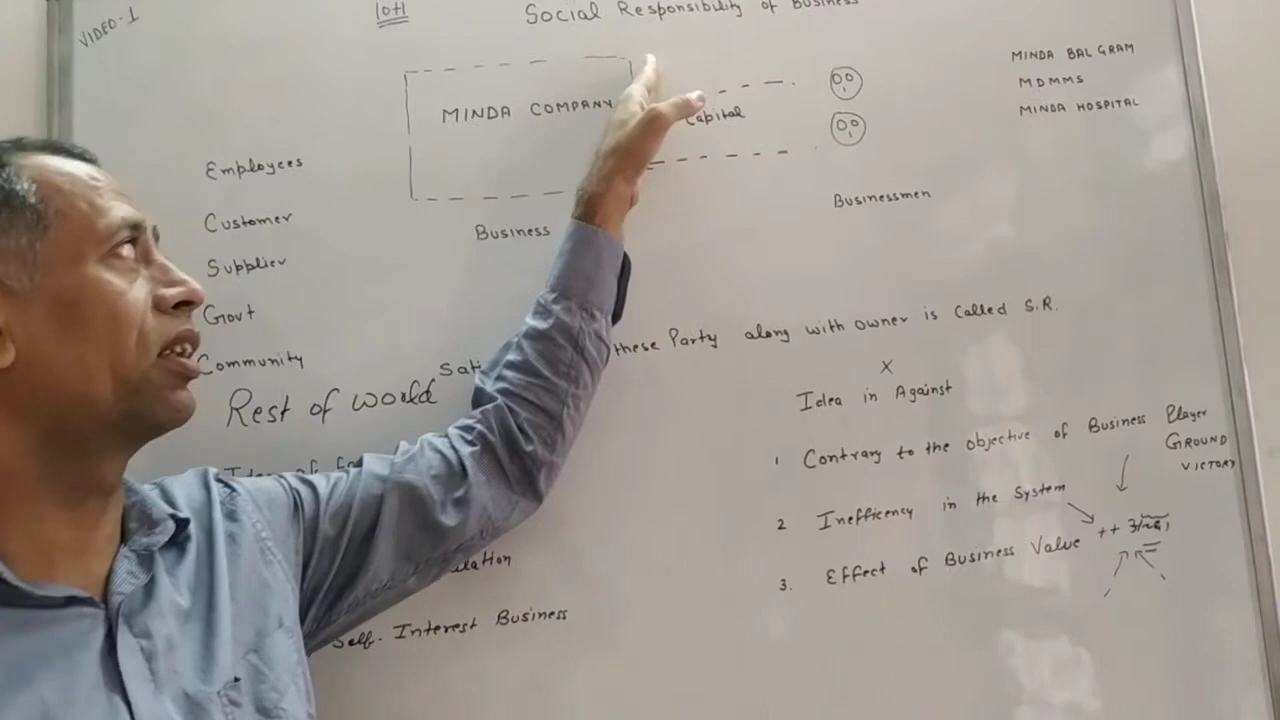 VIDEO-1
10+1
Social Responsibility of Business
MINDA COMPANY
Capital
MINDA BAL GRAM
MDMMS
MINDA HOSPITAL
Employees
Customer
Supplier
Govt
Community
Rest of world
Business
Businessmen
these Party along with owner is called S.R.
X
Idea in Against
1 Contrary to the objective of Business
2 Inefficency in the System
3. Effect of Business Value ++
Player
GROUND
VICTORY
Self-Interest Business